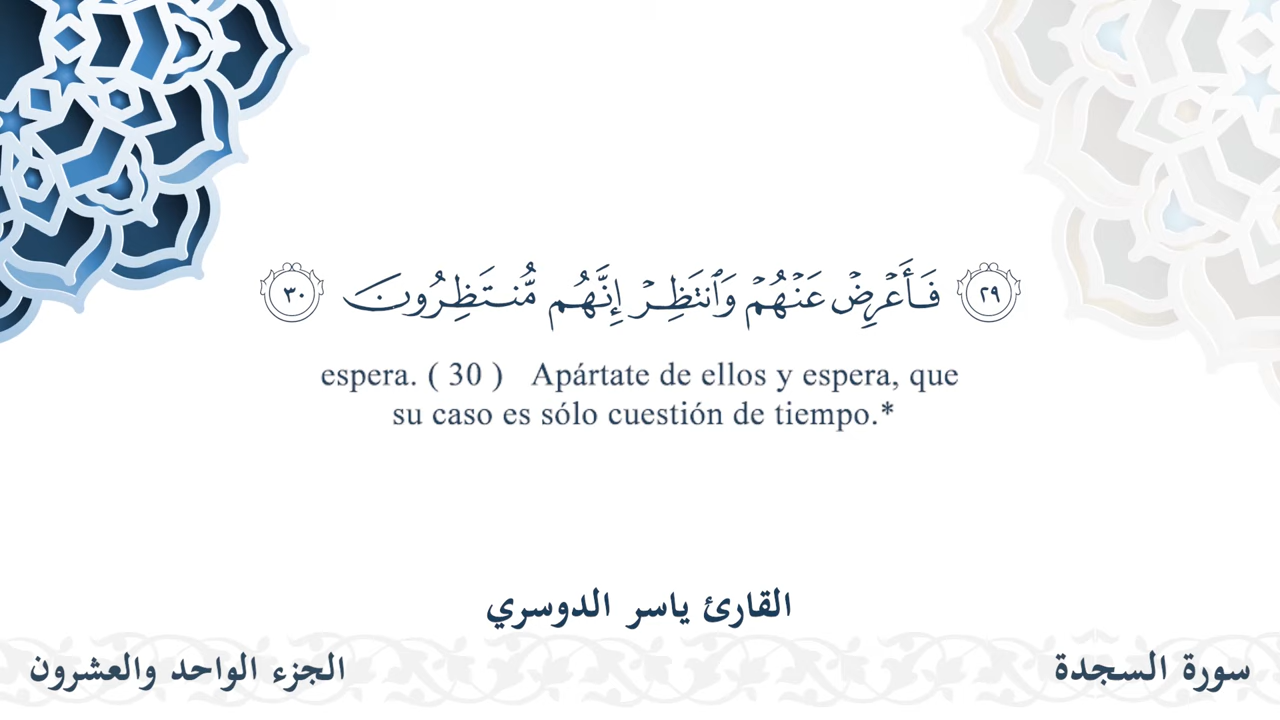 ٢٩ فَأَعۡرِضۡ عَنۡهُمۡ وَٱنتَظِرۡ إِنَّهُم مُّنتَظِرُونَ ٣٠
espera. ( 30 ) Apártate de ellos y espera, que
su caso es sólo cuestión de tiempo.*
القارئ ياسر الدوسري
سورة السجدة
الجزء الواحد والعشرون